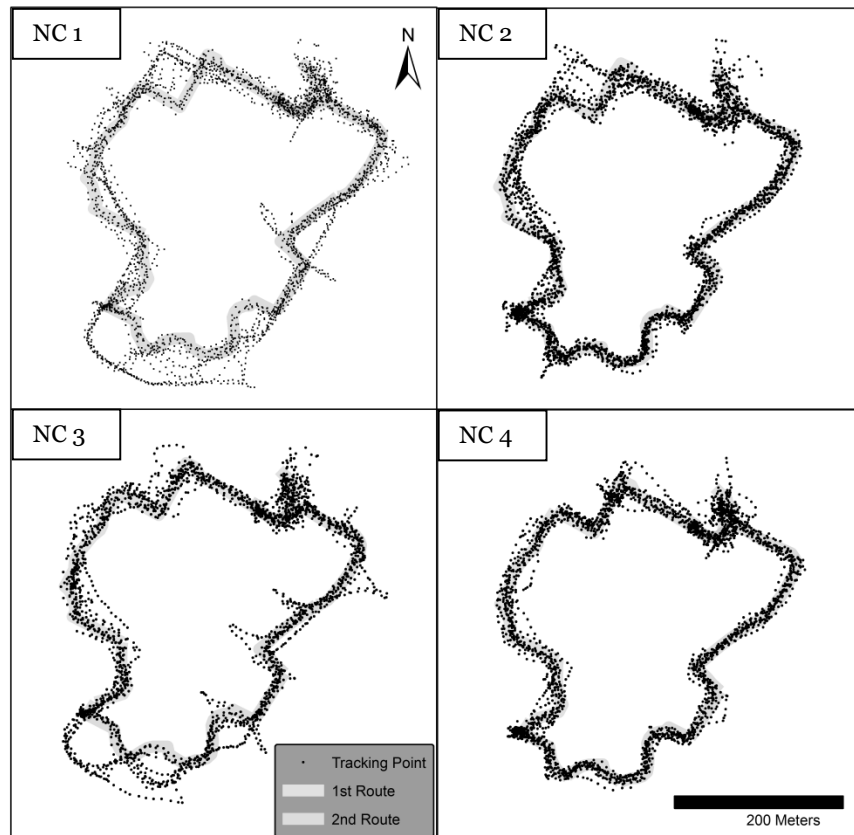 NC 1
N
NC 2
NC 3
NC 4
Tracking Point
1st Route
2nd Route
200 Meters